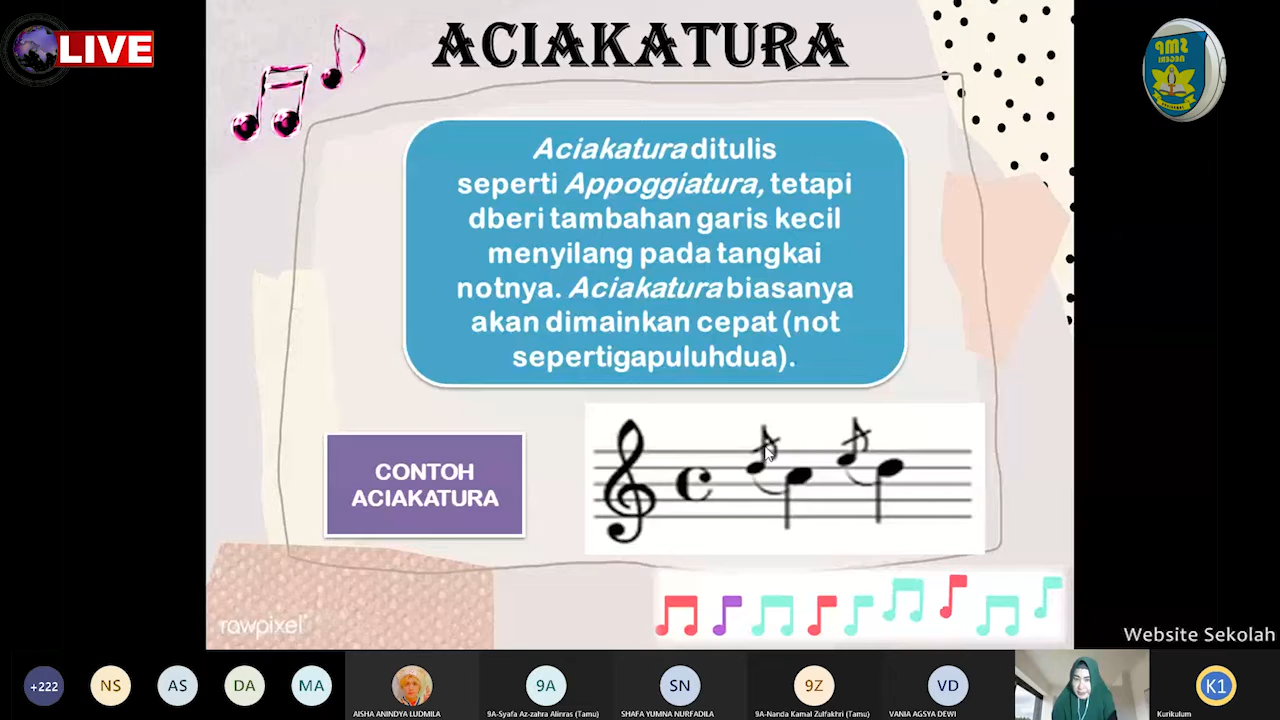 LIVE
ACIAKATURA
SMP
NEGERI
Aciakatura ditulis
seperti Appoggiatura, tetapi
dberi tambahan garis kecil
menyilang pada tangkai
notnya. Aciakatura biasanya
akan dimainkan cepat (not
sepertigapuluhdua).
CONTOH
ACIAKATURA
rawpixel
Website Sekolah
+222
NS
AS
DA
MA
9A
SN
9Z
VD
K1
AISHA ANINDYA LUDMILA
9A-Syafa Az-zahra Alinras (Tamu)
SHAFA YUMNA NURFADILA
9A-Nanda Kamal Zulfakhri (Tamu)
VANIA AGSYA DEWI
Kurikulum